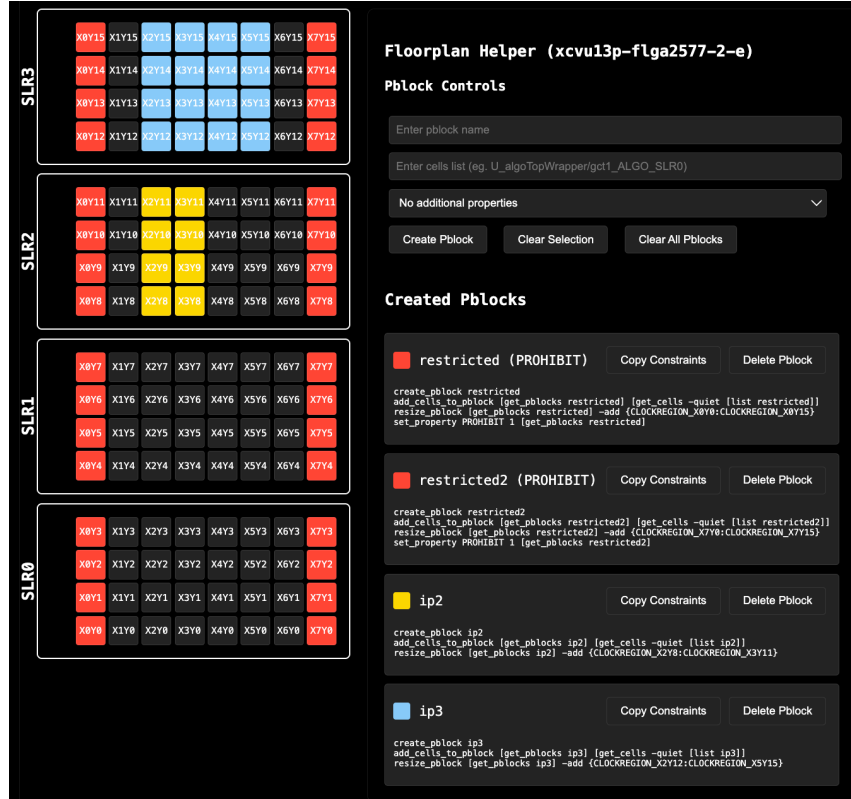 SLR3
X0Y15 X1Y15 X2Y15 X3Y15 X4Y15 X5Y15 X6Y15 X7Y15
X0Y14 X1Y14 X2Y14 X3Y14 X4Y14 X5Y14 X6Y14 X7Y14
X0Y13 X1Y13 X2Y13 X3Y13 X4Y13 X5Y13 X6Y13 X7Y13
X0Y12 X1Y12 X2Y12 X3Y12 X4Y12 X5Y12 X6Y12 X7Y12
SLR2
X0Y11 X1Y11 X2Y11 X3Y11 X4Y11 X5Y11 X6Y11 X7Y11
X0Y10 X1Y10 X2Y10 X3Y10 X4Y10 X5Y10 X6Y10 X7Y10
X0Y9 X1Y9 X2Y9 X3Y9 X4Y9 X5Y9 X6Y9 X7Y9
X0Y8 X1Y8 X2Y8 X3Y8 X4Y8 X5Y8 X6Y8 X7Y8
SLR1
X0Y7 X1Y7 X2Y7 X3Y7 X4Y7 X5Y7 X6Y7 X7Y7
X0Y6 X1Y6 X2Y6 X3Y6 X4Y6 X5Y6 X6Y6 X7Y6
X0Y5 X1Y5 X2Y5 X3Y5 X4Y5 X5Y5 X6Y5 X7Y5
X0Y4 X1Y4 X2Y4 X3Y4 X4Y4 X5Y4 X6Y4 X7Y4
SLR0
X0Y3 X1Y3 X2Y3 X3Y3 X4Y3 X5Y3 X6Y3 X7Y3
X0Y2 X1Y2 X2Y2 X3Y2 X4Y2 X5Y2 X6Y2 X7Y2
X0Y1 X1Y1 X2Y1 X3Y1 X4Y1 X5Y1 X6Y1 X7Y1
X0Y0 X1Y0 X2Y0 X3Y0 X4Y0 X5Y0 X6Y0 X7Y0
Floorplan Helper (xcvu13p-flga2577-2-e)
Pblock Controls
Enter pblock name
Enter cells list (eg. U_algoTopWrapper/gct1_ALGO_SLR0)
No additional properties
Create Pblock Clear Selection Clear All Pblocks
Created Pblocks
restricted (PROHIBIT) Copy Constraints Delete Pblock
create_pblock restricted
add_cells_to_pblock [get_pblocks restricted] [get_cells -quiet [list restricted]]
resize_pblock [get_pblocks restricted] -add {CLOCKREGION_X0Y0:CLOCKREGION_X0Y15}
set_property PROHIBIT 1 [get_pblocks restricted]
restricted2 (PROHIBIT) Copy Constraints Delete Pblock
create_pblock restricted2
add_cells_to_pblock [get_pblocks restricted2] [get_cells -quiet [list restricted2]]
resize_pblock [get_pblocks restricted2] -add {CLOCKREGION_X7Y0:CLOCKREGION_X7Y15}
set_property PROHIBIT 1 [get_pblocks restricted2]
ip2 Copy Constraints Delete Pblock
create_pblock ip2
add_cells_to_pblock [get_pblocks ip2] [get_cells -quiet [list ip2]]
resize_pblock [get_pblocks ip2] -add {CLOCKREGION_X2Y8:CLOCKREGION_X3Y11}
ip3 Copy Constraints Delete Pblock
create_pblock ip3
add_cells_to_pblock [get_pblocks ip3] [get_cells -quiet [list ip3]]
resize_pblock [get_pblocks ip3] -add {CLOCKREGION_X2Y12:CLOCKREGION_X5Y15}